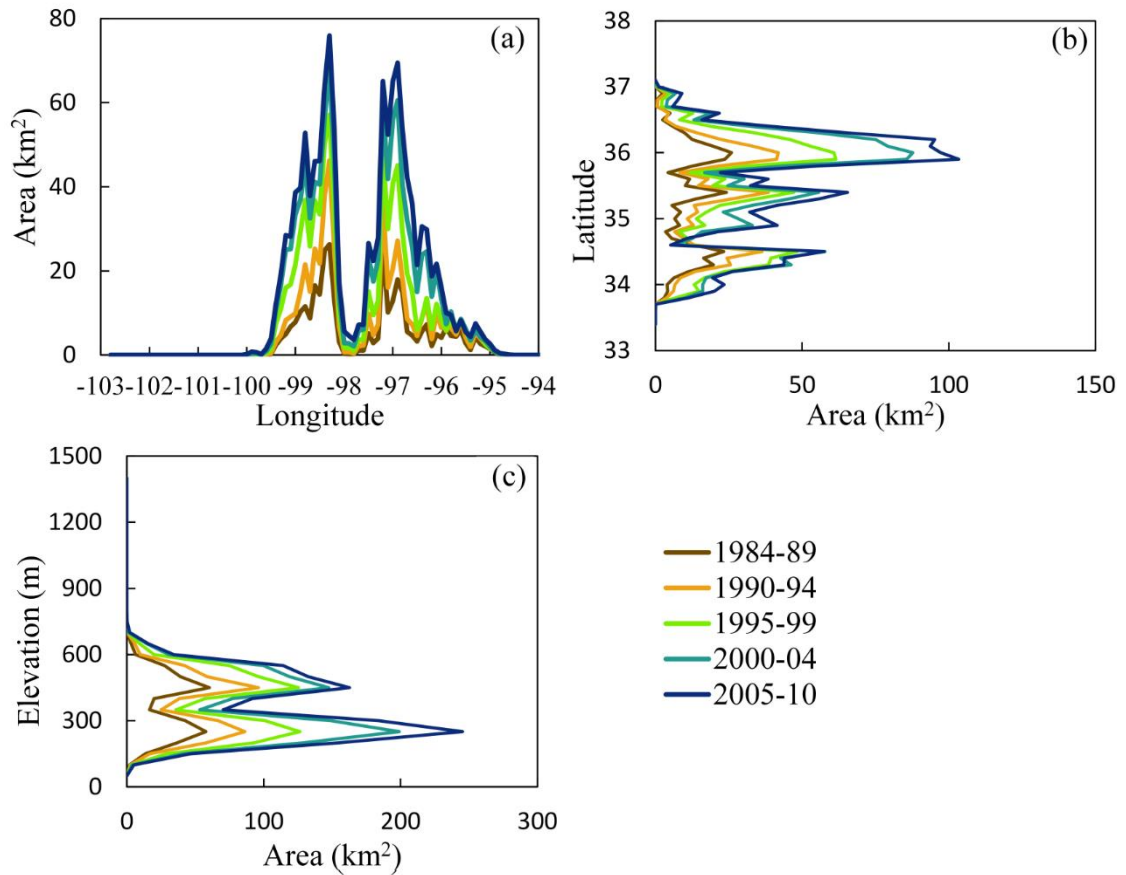 (a)
80
60
40
20
0
Area (km²)
-103 -102 -101 -100 -99 -98 -97 -96 -95 -94
Longitude
(b)
38
37
36
35
34
33
Latitude
0 50 100 150
Area (km²)
(c)
1500
1200
900
600
300
0
Elevation (m)
0 100 200 300
Area (km²)
1984-89
1990-94
1995-99
2000-04
2005-10